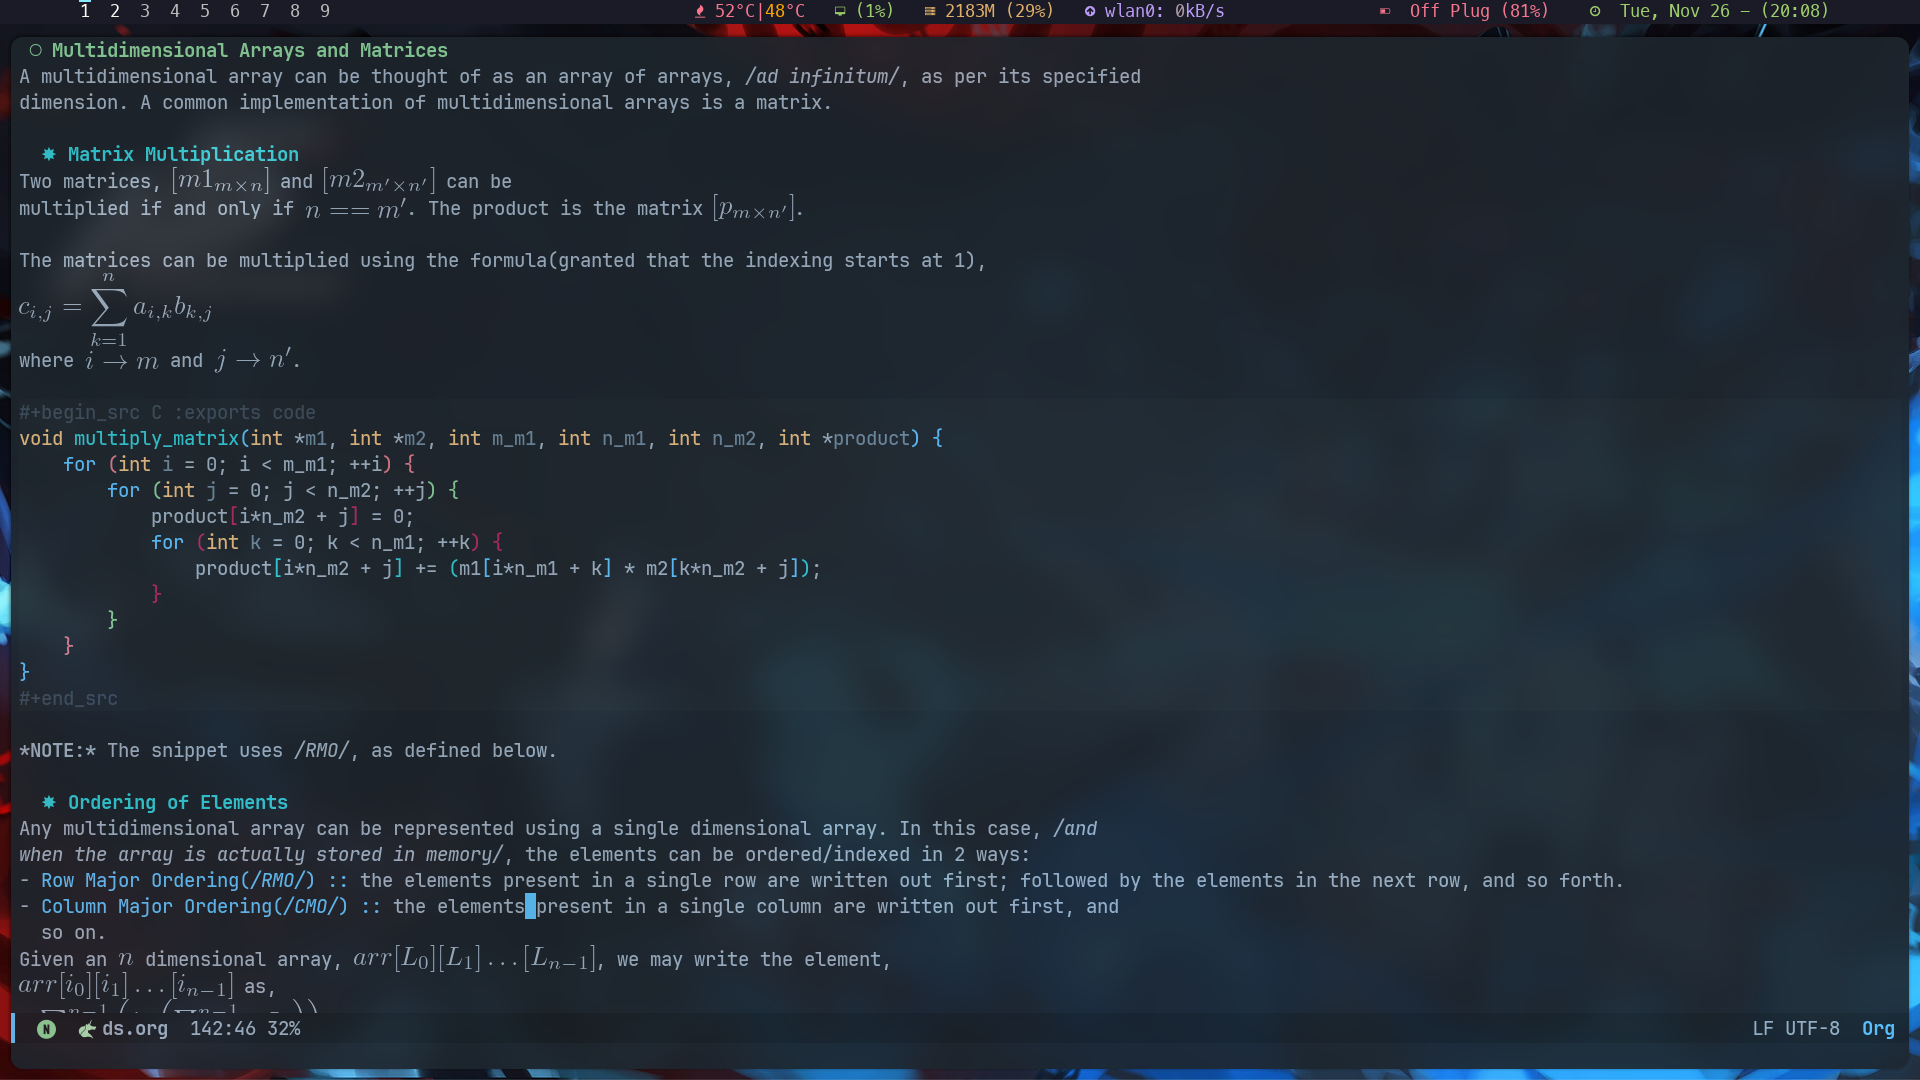 1 2 3 4 5 6 7 8 9 52°C|48°C (1%) 2183M (29%) wlan0: 0kB/s Off Plug (81%) Tue, Nov 26 – (20:08)
Multidimensional Arrays and Matrices
A multidimensional array can be thought of as an array of arrays, /ad infinitum/, as per its specified
dimension. A common implementation of multidimensional arrays is a matrix.
Matrix Multiplication
Two matrices, [m1_{m×n}] and [m2_{m′×n′}] can be
multiplied if and only if n == m′. The product is the matrix [p_{m×n′}].
The matrices can be multiplied using the formula(granted that the indexing starts at 1),
c_{i,j} = ∑_{k=1}^{n} a_{i,k}b_{k,j}
where i → m and j → n′.
#+begin_src C :exports code
void multiply_matrix(int *m1, int *m2, int m_m1, int n_m1, int n_m2, int *product) {
    for (int i = 0; i < m_m1; ++i) {
        for (int j = 0; j < n_m2; ++j) {
            product[i*n_m2 + j] = 0;
            for (int k = 0; k < n_m1; ++k) {
                product[i*n_m2 + j] += (m1[i*n_m1 + k] * m2[k*n_m2 + j]);
            }
        }
    }
}
#+end_src
*NOTE:* The snippet uses /RMO/, as defined below.
Ordering of Elements
Any multidimensional array can be represented using a single dimensional array. In this case, /and
when the array is actually stored in memory/, the elements can be ordered/indexed in 2 ways:
- Row Major Ordering(/RMO/) :: the elements present in a single row are written out first; followed by the elements in the next row, and so forth.
- Column Major Ordering(/CMO/) :: the elements present in a single column are written out first, and
  so on.
Given an n dimensional array, arr[L_0][L_1]...[L_{n−1}], we may write the element,
arr[i_0][i_1]...[i_{n−1}] as,
N ds.org 142:46 32% LF UTF-8 Org